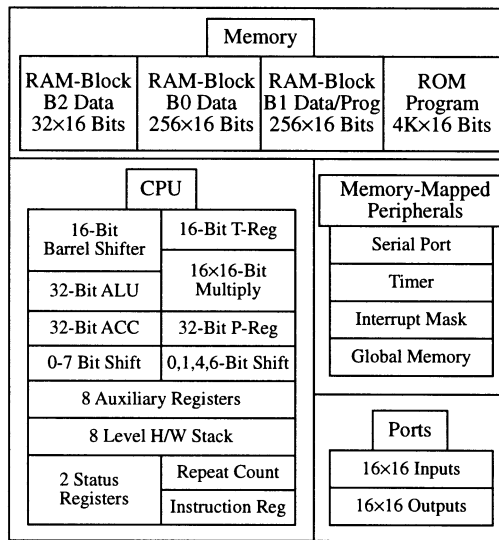 Memory
RAM-Block
B2 Data
32×16 Bits
RAM-Block
B0 Data
256×16 Bits
RAM-Block
B1 Data/Prog
256×16 Bits
ROM
Program
4K×16 Bits
CPU
16-Bit
Barrel Shifter
16-Bit T-Reg
16×16-Bit
Multiply
32-Bit ALU
32-Bit ACC
32-Bit P-Reg
0-7 Bit Shift
0,1,4,6-Bit Shift
8 Auxiliary Registers
8 Level H/W Stack
2 Status
Registers
Repeat Count
Instruction Reg
Memory-Mapped
Peripherals
Serial Port
Timer
Interrupt Mask
Global Memory
Ports
16×16 Inputs
16×16 Outputs